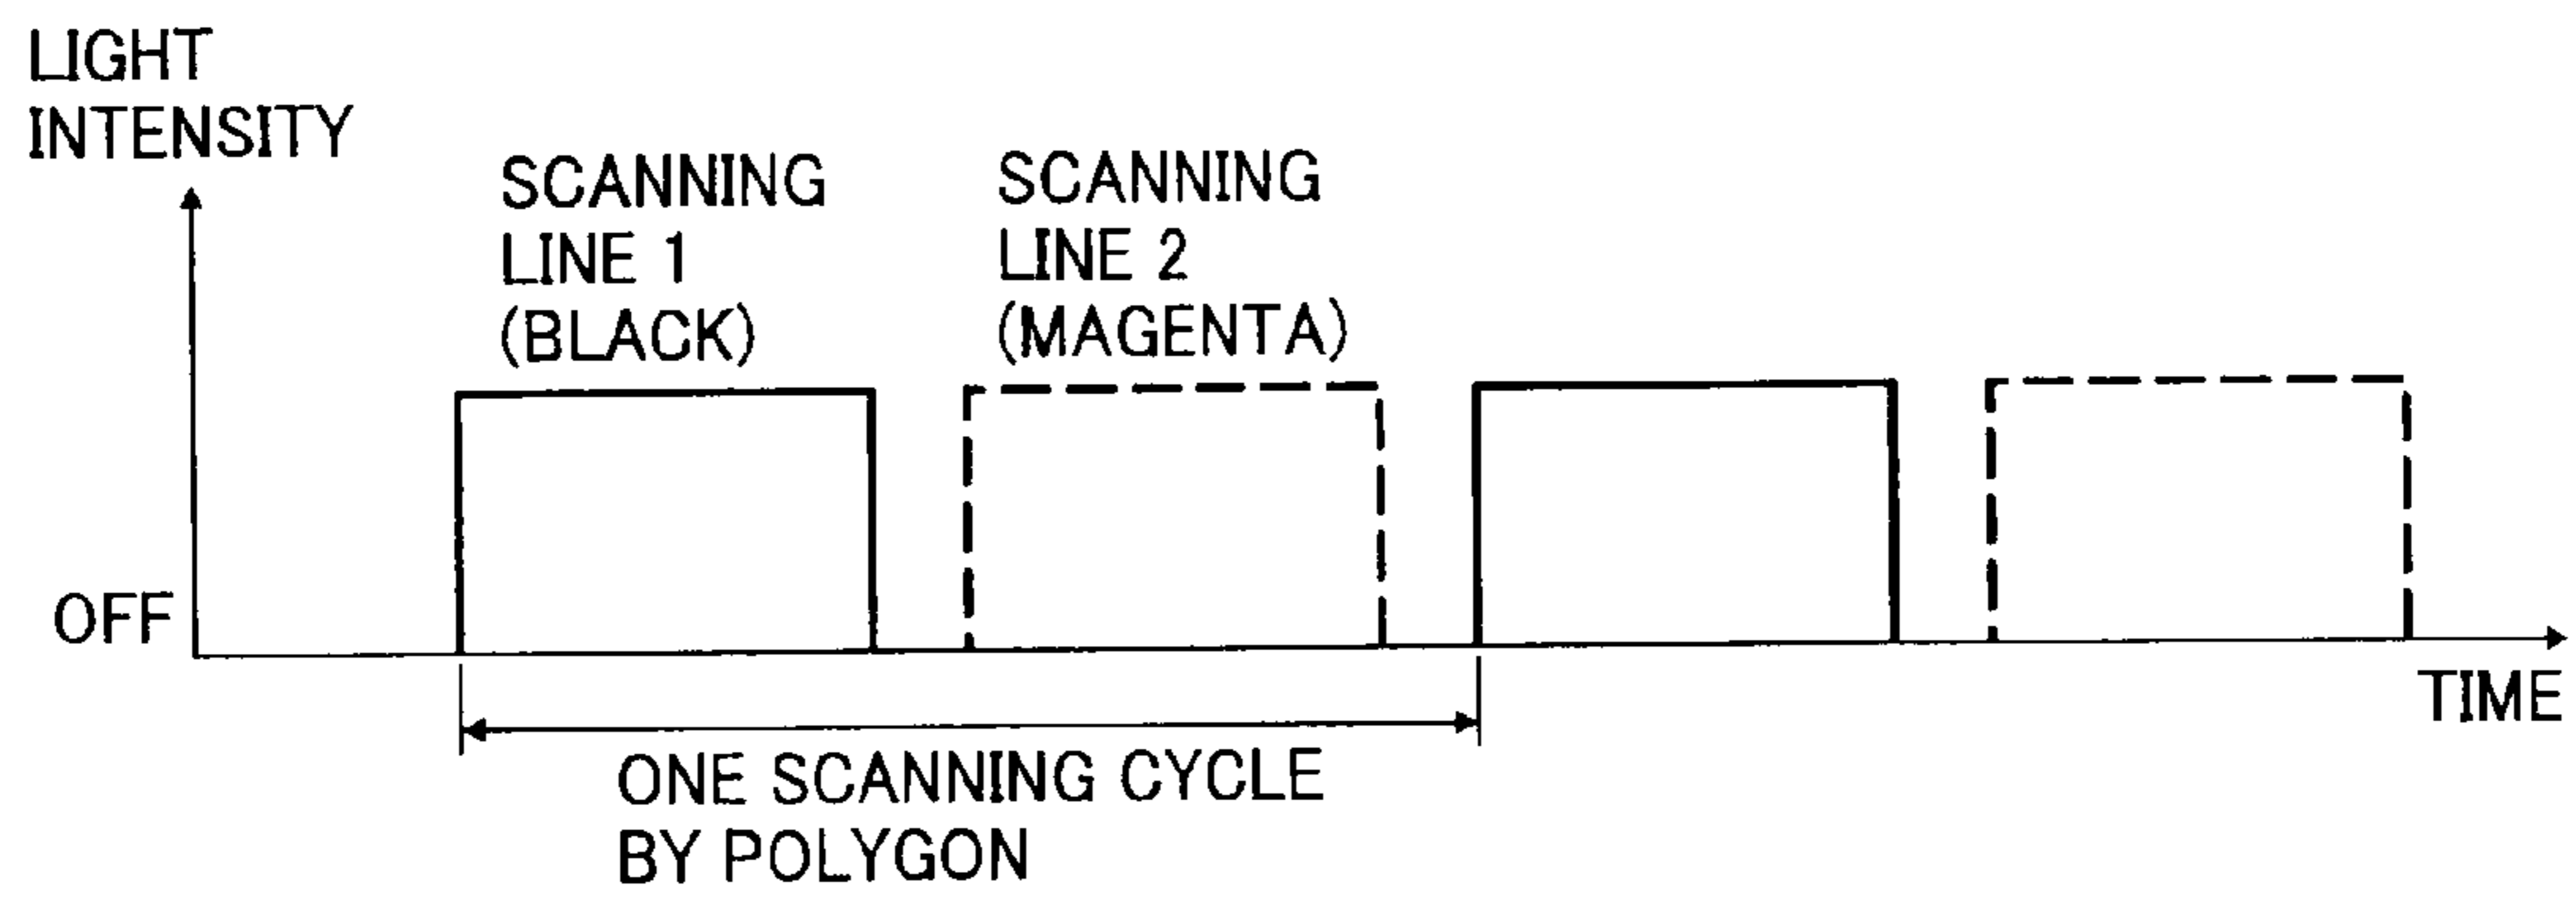 LIGHT
INTENSITY
SCANNING
LINE 1
(BLACK)
SCANNING
LINE 2
(MAGENTA)
OFF
TIME
ONE SCANNING CYCLE
BY POLYGON